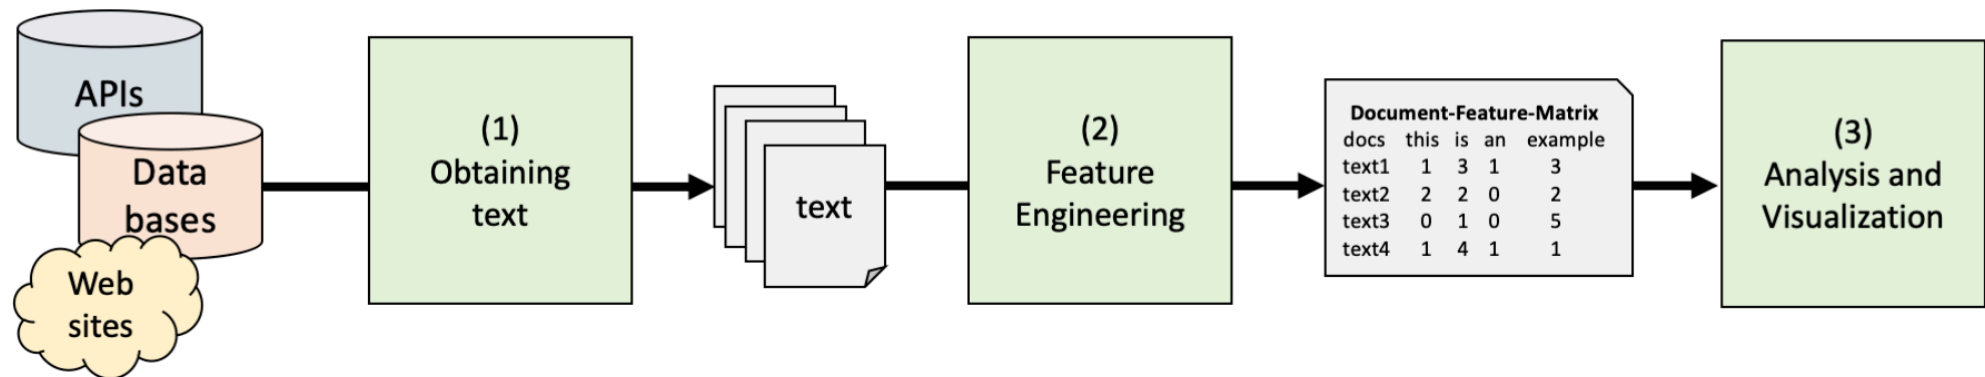 APIs
Data
bases
Web
sites
(1)
Obtaining
text
text
(2)
Feature
Engineering
Document-Feature-Matrix
docs this is an example
text1 1 3 1 3
text2 2 2 0 2
text3 0 1 0 5
text4 1 4 1 1
(3)
Analysis and
Visualization